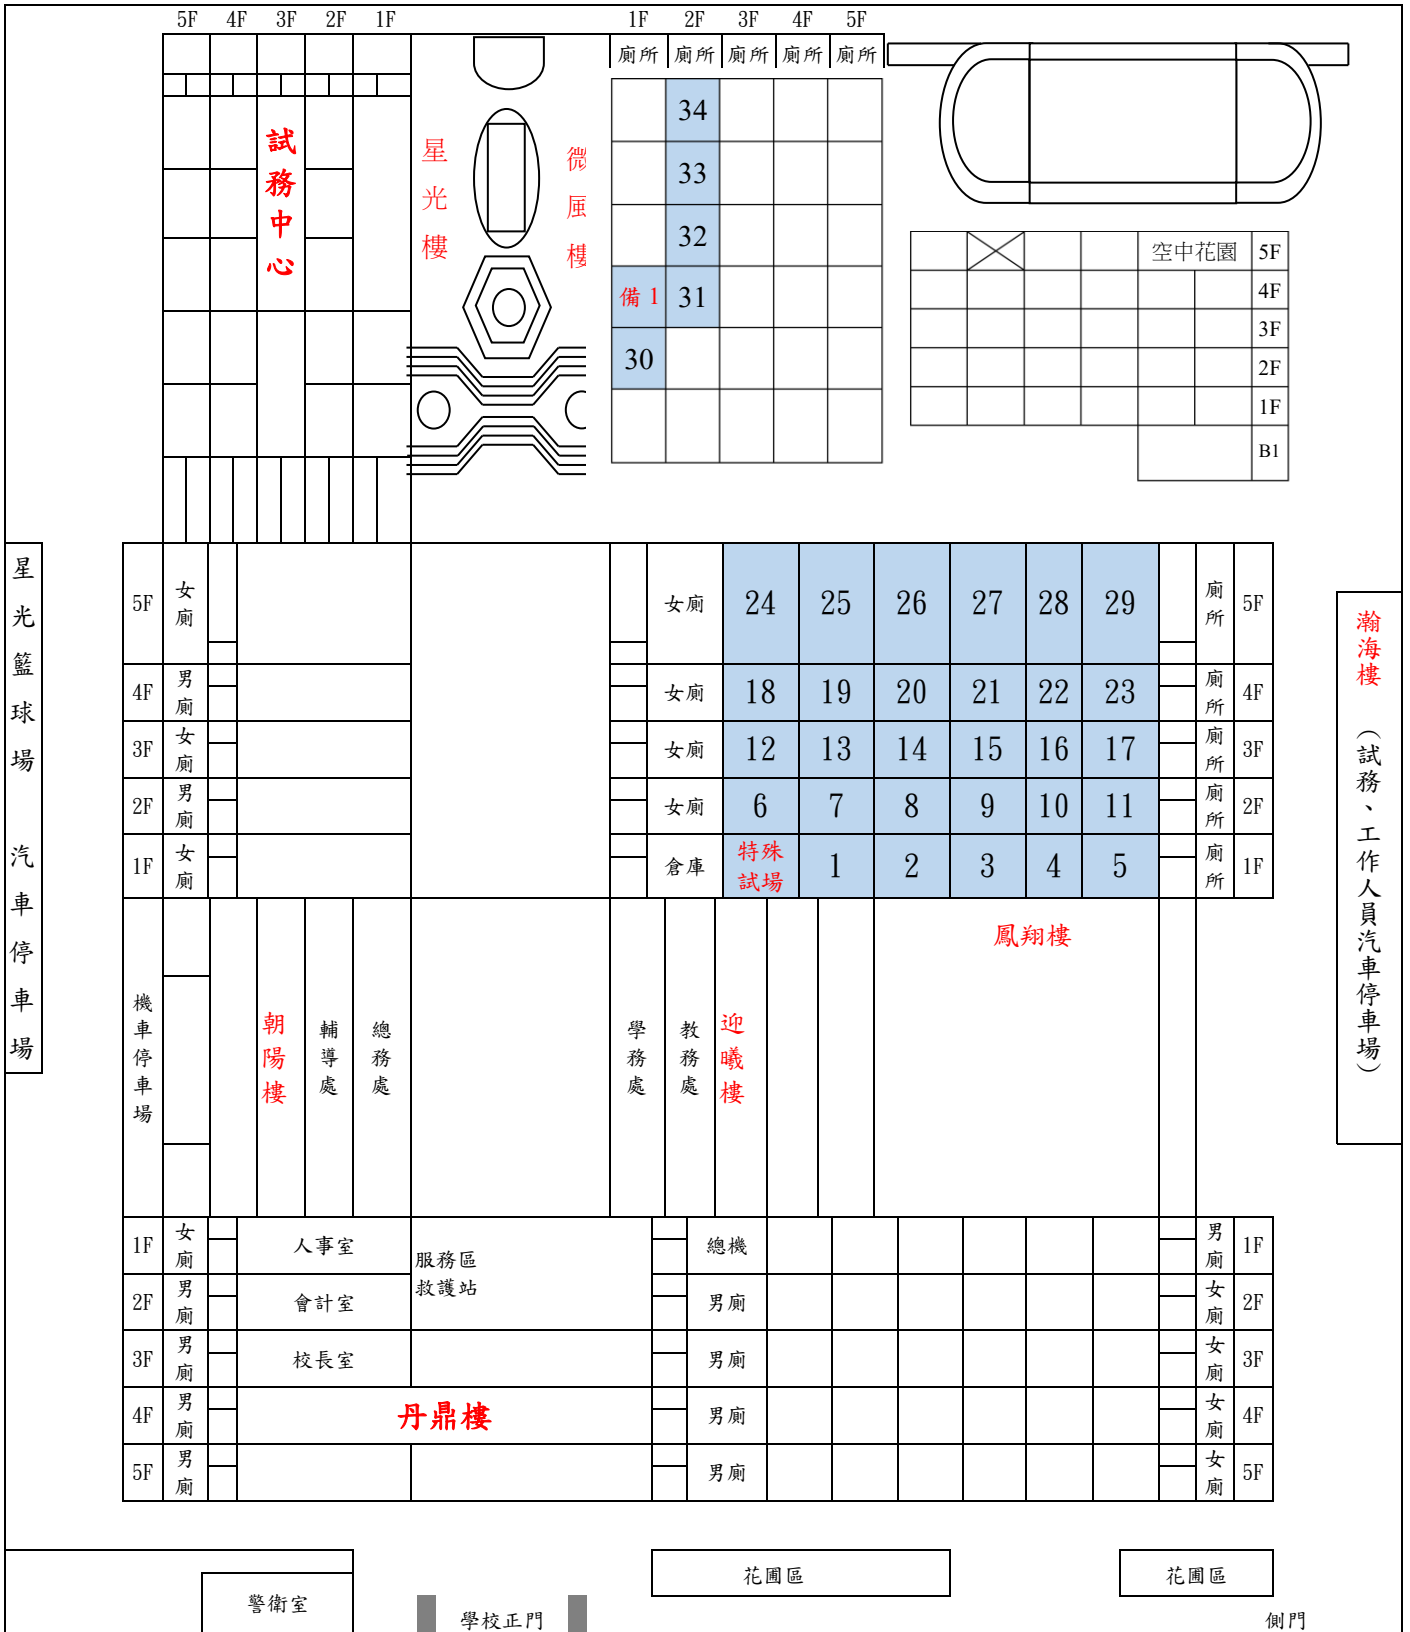 5F 4F 3F 2F 1F
1F 2F 3F 4F 5F
廁所 廁所 廁所 廁所 廁所
試務中心
星光樓
微風樓
34
33
32
備 1 31
30
空中花園 5F
4F
3F
2F
1F
B1
星光籃球場 汽車停車場
5F 女廁
4F 男廁
3F 女廁
2F 男廁
1F 女廁
女廁 24 25 26 27 28 29 廁所 5F
女廁 18 19 20 21 22 23 廁所 4F
女廁 12 13 14 15 16 17 廁所 3F
女廁 6 7 8 9 10 11 廁所 2F
倉庫 特殊試場 1 2 3 4 5 廁所 1F
瀚海樓 (試務、工作人員汽車停車場)
鳳翔樓
機車停車場
朝陽樓
輔導處
總務處
學務處
教務處
迎曦樓
1F 女廁 人事室
2F 男廁 會計室
3F 男廁 校長室
4F 男廁
5F 男廁
服務區
救護站
丹鼎樓
總機 男廁 1F
男廁 女廁 2F
男廁 女廁 3F
男廁 女廁 4F
男廁 女廁 5F
花圃區
花圃區
警衛室
學校正門
側門